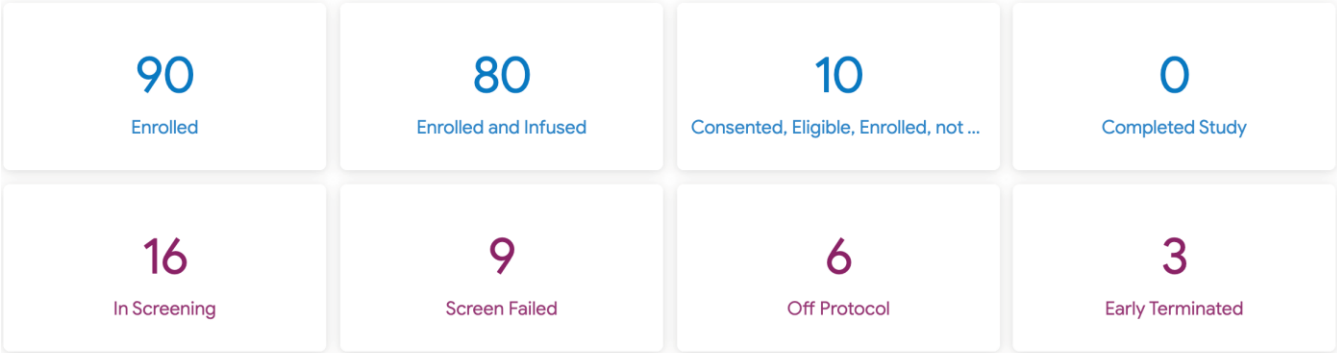 90
Enrolled
80
Enrolled and Infused
10
Consented, Eligible, Enrolled, not ...
0
Completed Study
16
In Screening
9
Screen Failed
6
Off Protocol
3
Early Terminated